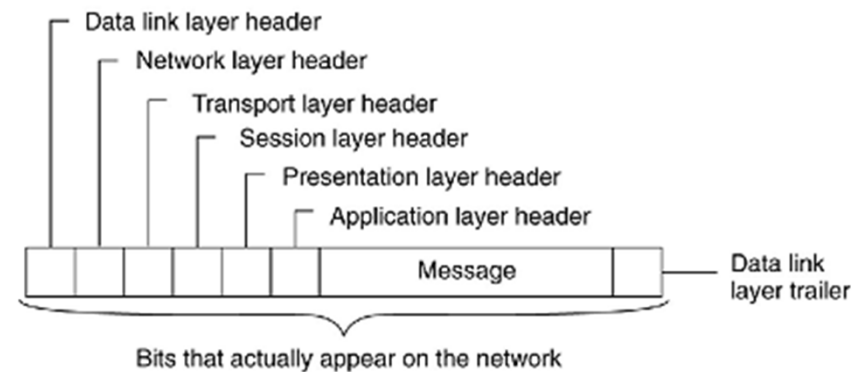 Data link layer header
Network layer header
Transport layer header
Session layer header
Presentation layer header
Application layer header
Message
Data link
layer trailer
Bits that actually appear on the network